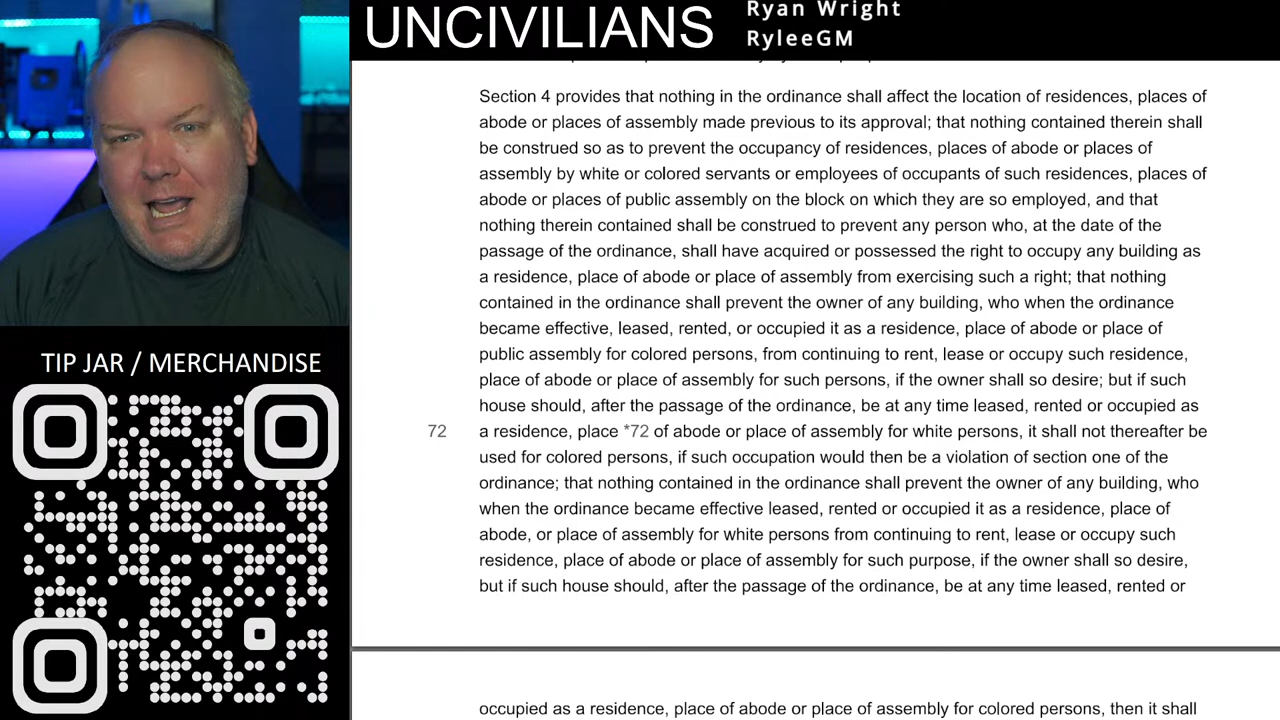 UNCIVILIANS
Ryan Wright
RyleeGM
TIP JAR / MERCHANDISE
Section 4 provides that nothing in the ordinance shall affect the location of residences, places of
abode or places of assembly made previous to its approval; that nothing contained therein shall
be construed so as to prevent the occupancy of residences, places of abode or places of
assembly by white or colored servants or employees of occupants of such residences, places of
abode or places of public assembly on the block on which they are so employed, and that
nothing therein contained shall be construed to prevent any person who, at the date of the
passage of the ordinance, shall have acquired or possessed the right to occupy any building as
a residence, place of abode or place of assembly from exercising such a right; that nothing
contained in the ordinance shall prevent the owner of any building, who when the ordinance
became effective, leased, rented, or occupied it as a residence, place of abode or place of
public assembly for colored persons, from continuing to rent, lease or occupy such residence,
place of abode or place of assembly for such persons, if the owner shall so desire; but if such
house should, after the passage of the ordinance, be at any time leased, rented or occupied as
72 a residence, place *72 of abode or place of assembly for white persons, it shall not thereafter be
used for colored persons, if such occupation would then be a violation of section one of the
ordinance; that nothing contained in the ordinance shall prevent the owner of any building, who
when the ordinance became effective leased, rented or occupied it as a residence, place of
abode, or place of assembly for white persons from continuing to rent, lease or occupy such
residence, place of abode or place of assembly for such purpose, if the owner shall so desire,
but if such house should, after the passage of the ordinance, be at any time leased, rented or
occupied as a residence, place of abode or place of assembly for colored persons, then it shall